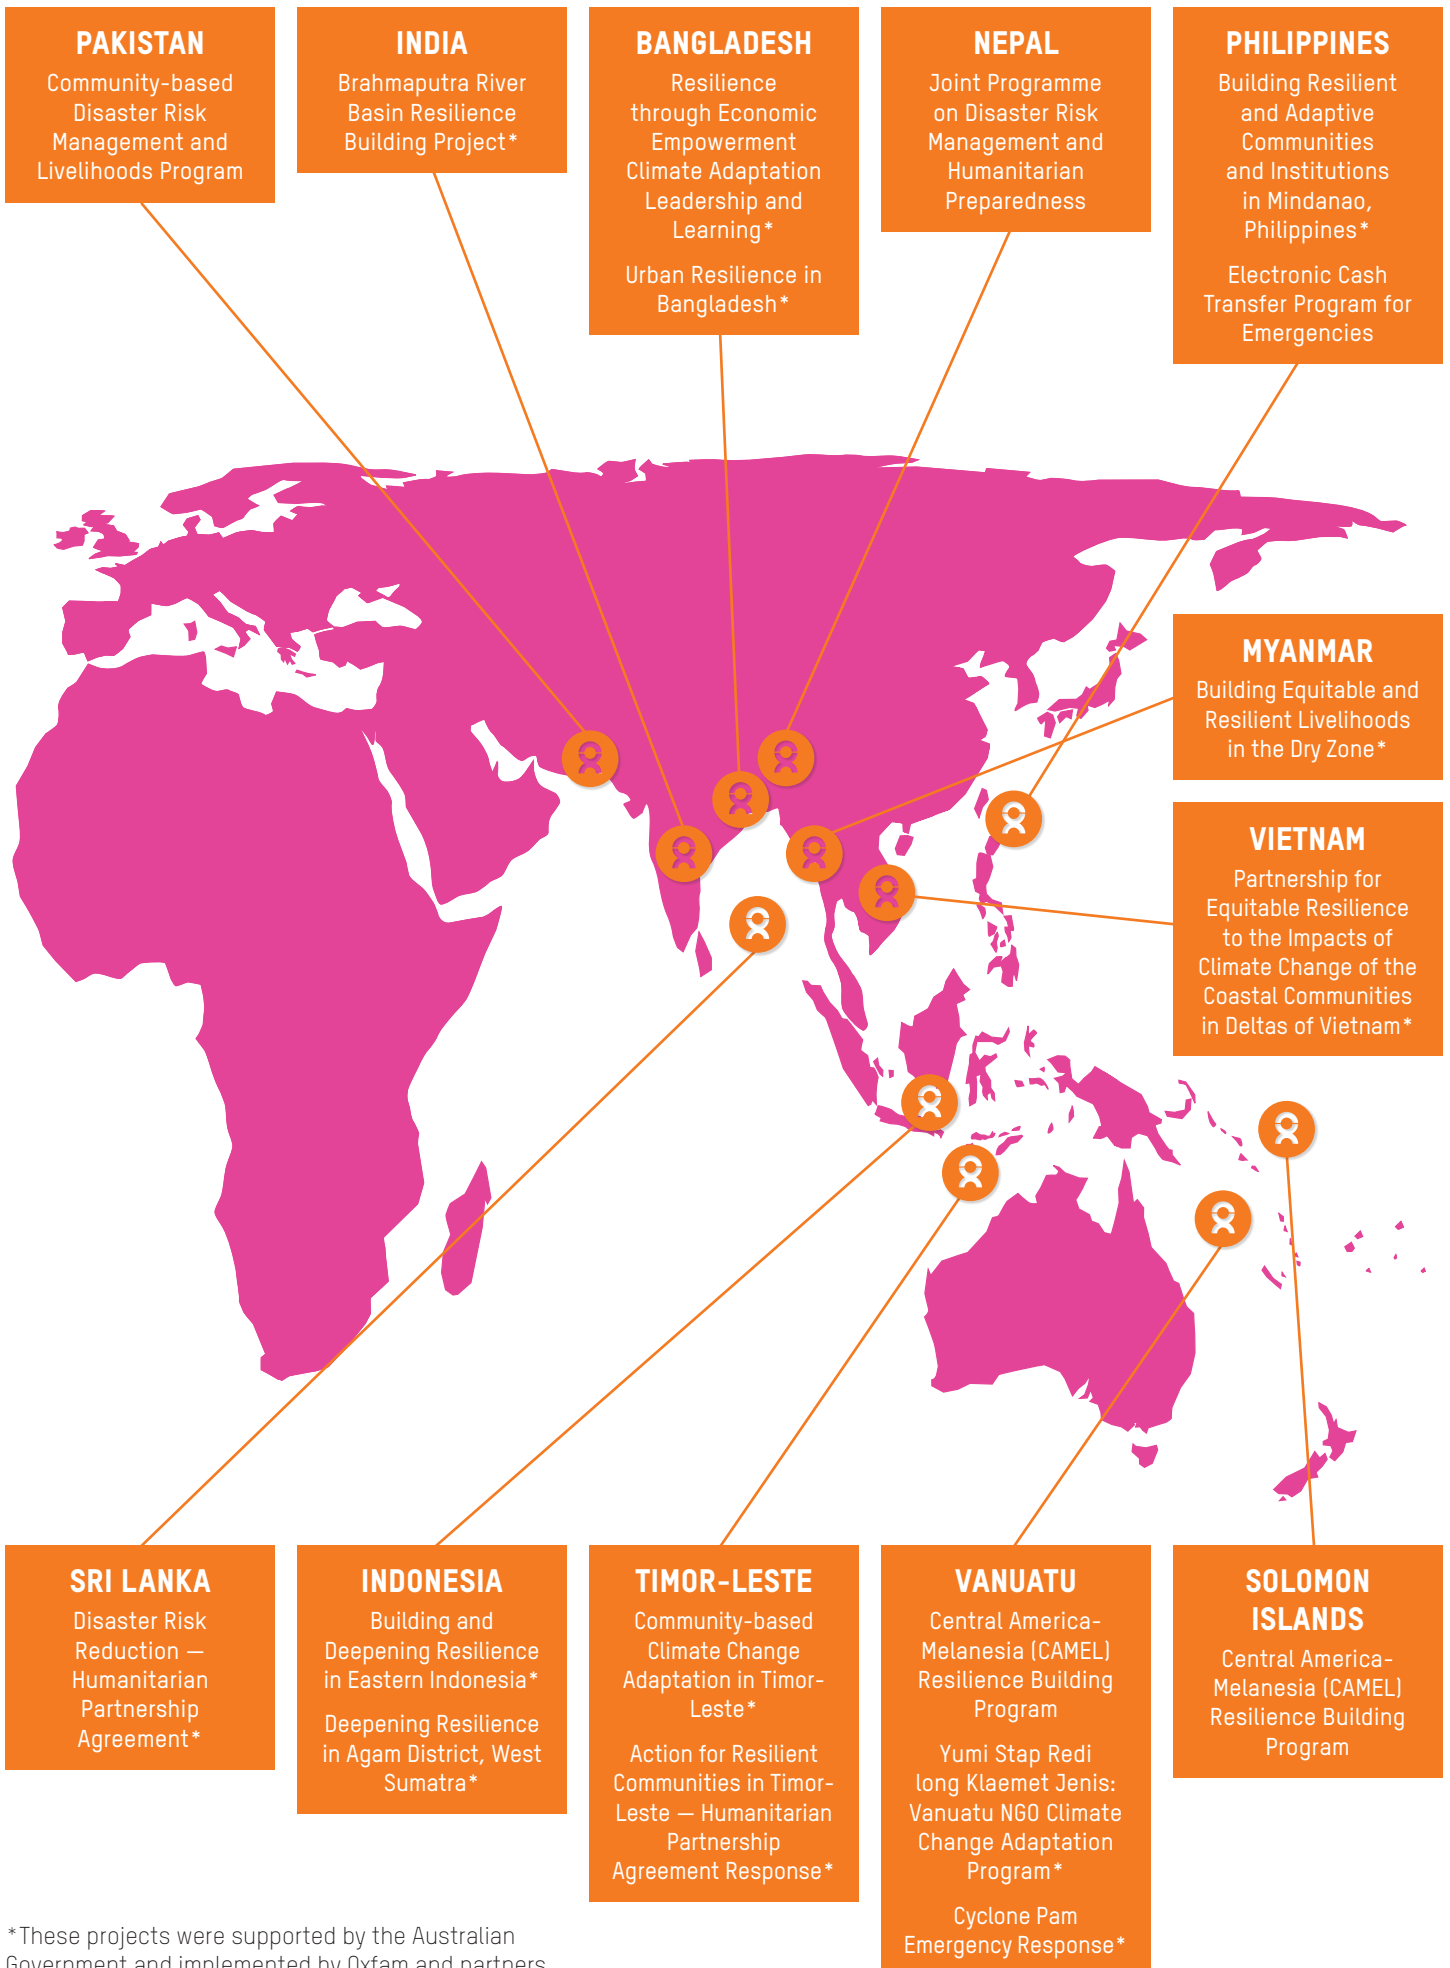 PAKISTAN
Community-based
Disaster Risk
Management and
Livelihoods Program
INDIA
Brahmaputra River
Basin Resilience
Building Project*
BANGLADESH
Resilience
through Economic
Empowerment
Climate Adaptation
Leadership and
Learning*
Urban Resilience in
Bangladesh*
NEPAL
Joint Programme
on Disaster Risk
Management and
Humanitarian
Preparedness
PHILIPPINES
Building Resilient
and Adaptive
Communities
and Institutions
in Mindanao,
Philippines*
Electronic Cash
Transfer Program for
Emergencies
MYANMAR
Building Equitable and
Resilient Livelihoods
in the Dry Zone*
VIETNAM
Partnership for
Equitable Resilience
to the Impacts of
Climate Change of the
Coastal Communities
in Deltas of Vietnam*
SRI LANKA
Disaster Risk
Reduction —
Humanitarian
Partnership
Agreement*
INDONESIA
Building and
Deepening Resilience
in Eastern Indonesia*
Deepening Resilience
in Agam District, West
Sumatra*
TIMOR-LESTE
Community-based
Climate Change
Adaptation in Timor-
Leste*
Action for Resilient
Communities in Timor-
Leste — Humanitarian
Partnership
Agreement Response*
VANUATU
Central America-
Melanesia (CAMEL)
Resilience Building
Program
Yumi Stap Redi
long Klaemet Jenis:
Vanuatu NGO Climate
Change Adaptation
Program*
Cyclone Pam
Emergency Response*
SOLOMON
ISLANDS
Central America-
Melanesia (CAMEL)
Resilience Building
Program
*These projects were supported by the Australian
Government and implemented by Oxfam and partners